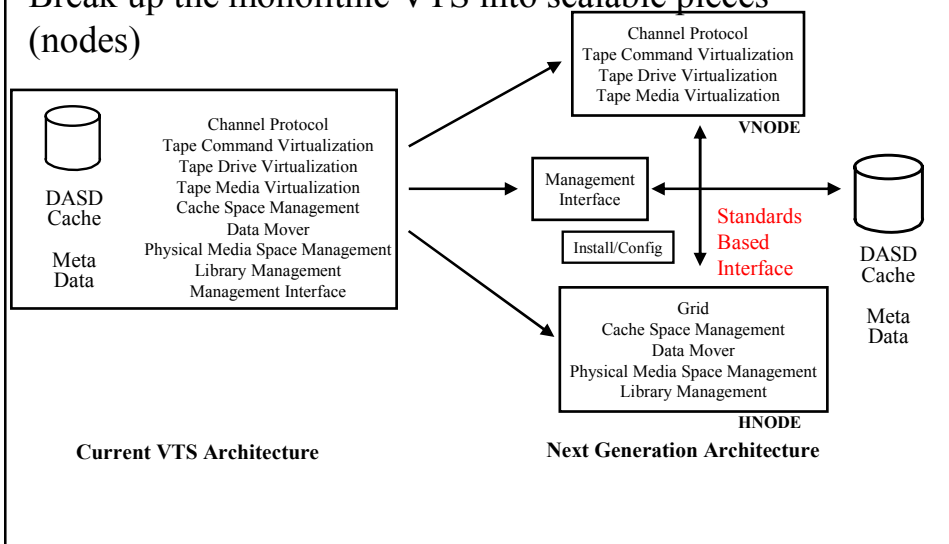 Break up the monolithic VTS into scalable pieces
(nodes)
DASD
Cache
Meta
Data
Channel Protocol
Tape Command Virtualization
Tape Drive Virtualization
Tape Media Virtualization
Cache Space Management
Data Mover
Physical Media Space Management
Library Management
Management Interface
Current VTS Architecture
Channel Protocol
Tape Command Virtualization
Tape Drive Virtualization
Tape Media Virtualization
VNODE
Management
Interface
Install/Config
Standards
Based
Interface
DASD
Cache
Meta
Data
Grid
Cache Space Management
Data Mover
Physical Media Space Management
Library Management
HNODE
Next Generation Architecture